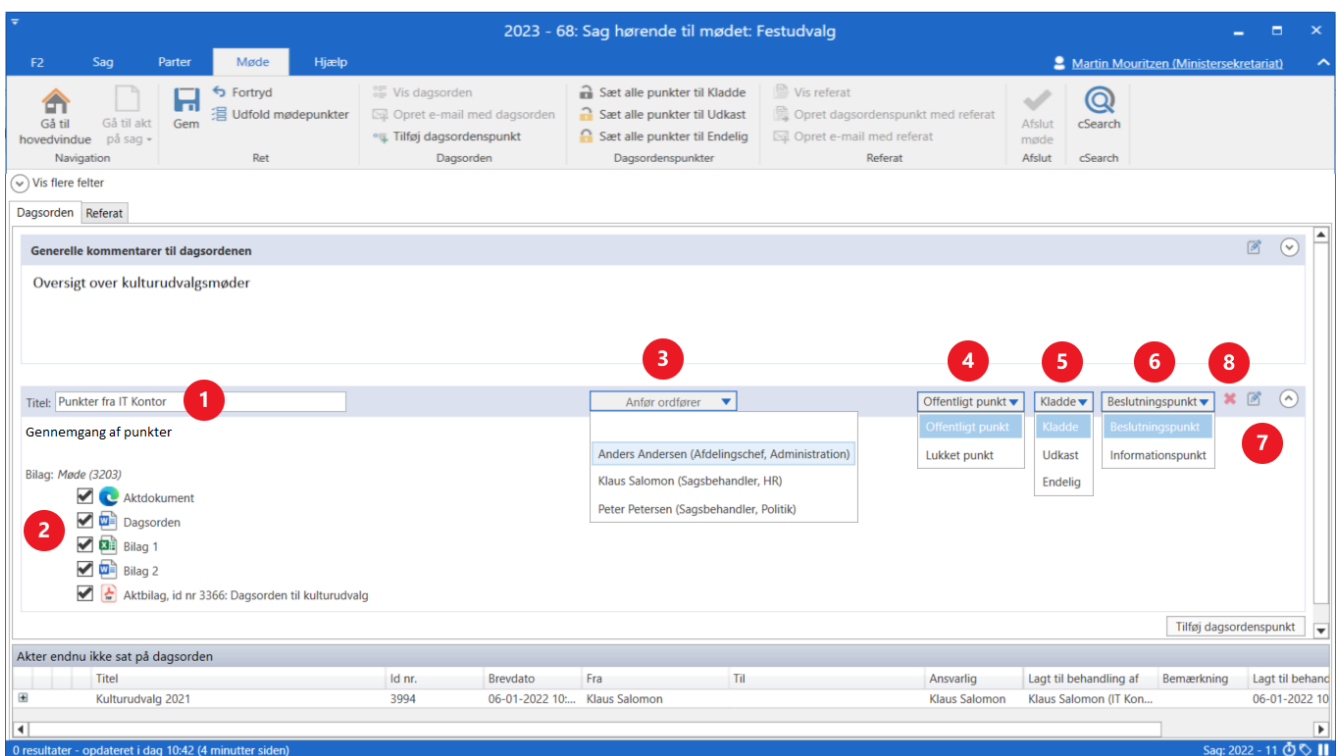 2023 - 68: Sag hørende til mødet: Festudvalg
F2 Sag Parter Møde Hjælp Martin Mouritzen (Ministersekretariat)
Gå til hovedvindue
Gå til akt på sag
Navigation
Gem
Fortryd
Udfold mødepunkter
Ret
Vis dagsorden
Opret e-mail med dagsorden
Tilføj dagsordenspunkt
Dagsorden
Sæt alle punkter til Kladde
Sæt alle punkter til Udkast
Sæt alle punkter til Endelig
Dagsordenspunkter
Vis referat
Opret dagsordenspunkt med referat
Opret e-mail med referat
Referat
Afslut møde
Afslut
cSearch
cSearch
Vis flere felter
Dagsorden Referat
Generelle kommentarer til dagsordenen
Oversigt over kulturudvalgsmøder
3 4 5 6 8
Titel: Punkter fra IT Kontor 1 Anfør ordfører Offentligt punkt Kladde Beslutningspunkt
Gennemgang af punkter
Offentligt punkt Kladde Beslutningspunkt
7
Anders Andersen (Afdelingschef, Administration) Lukket punkt Udkast Informationspunkt
Klaus Salomon (Sagsbehandler, HR) Endelig
Peter Petersen (Sagsbehandler, Politik)
Bilag: Møde (3203)
Aktdokument
2
Dagsorden
Bilag 1
Bilag 2
Aktbilag, id nr 3366: Dagsorden til kulturudvalg
Tilføj dagsordenspunkt
Akter endnu ikke sat på dagsorden
Titel Id nr. Brevdato Fra Til Ansvarlig Lagt til behandling af Bemærkning Lagt til behand
Kulturudvalg 2021 3994 06-01-2022 10:... Klaus Salomon Klaus Salomon Klaus Salomon (IT Kon... 06-01-2022 10
0 resultater - opdateret i dag 10:42 (4 minutter siden) Sag: 2022 - 11